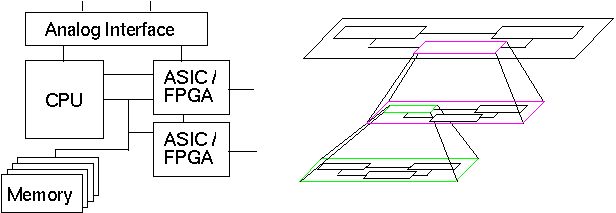 Analog Interface
CPU
ASIC /
FPGA
ASIC /
FPGA
Memory